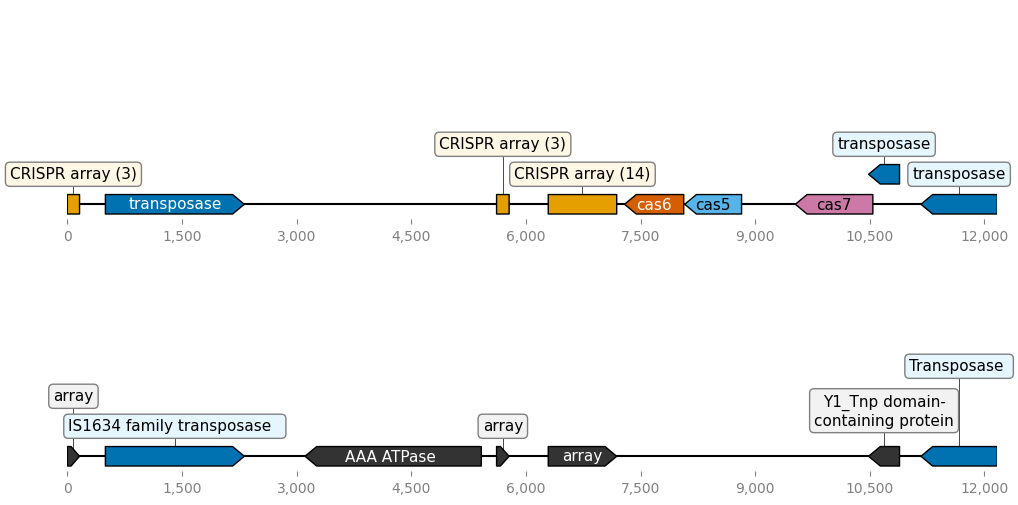 CRISPR array (3)
transposase
CRISPR array (3) transposase
CRISPR array (14) transposase
cas6 cas5 cas7
0 1,500 3,000 4,500 6,000 7,500 9,000 10,500 12,000
Transposase
array
Y1_Tnp domain-
containing protein
IS1634 family transposase
array
AAA ATPase array
0 1,500 3,000 4,500 6,000 7,500 9,000 10,500 12,000